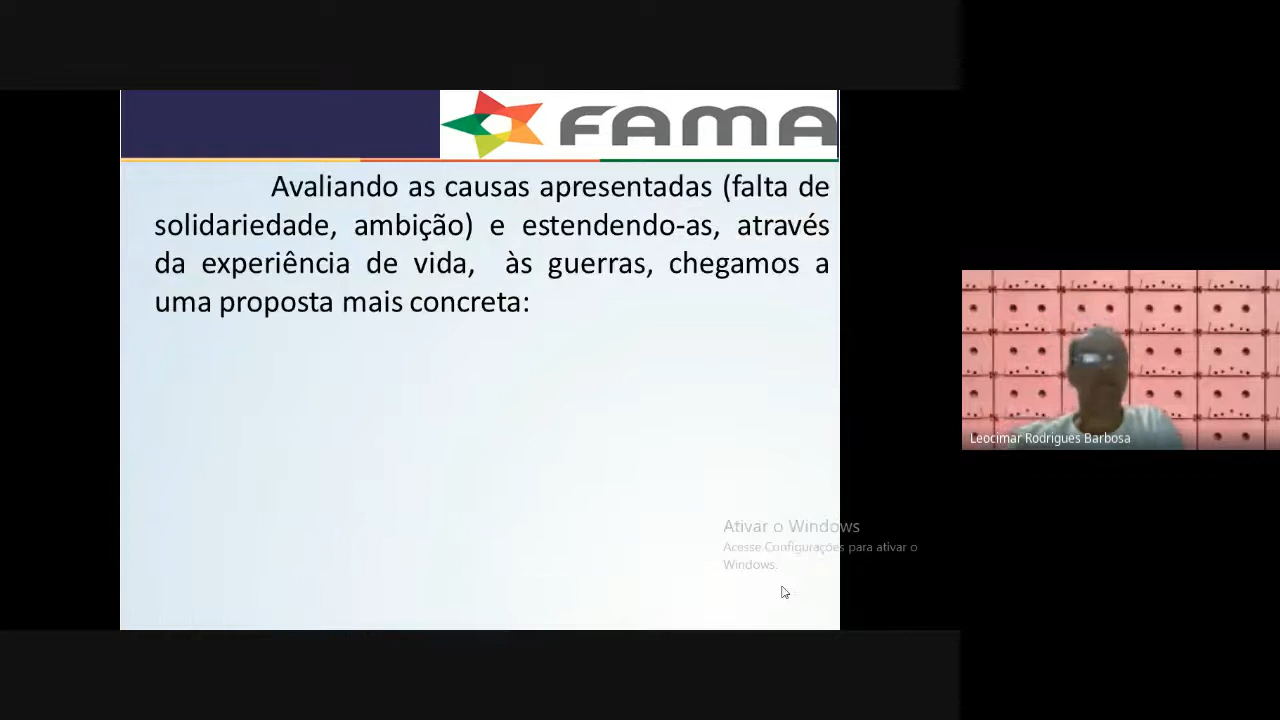 FAMA
Avaliando as causas apresentadas (falta de
solidariedade, ambição) e estendendo-as, através
da experiência de vida, às guerras, chegamos a
uma proposta mais concreta:
Leocimar Rodrigues Barbosa
Ativar o Windows
Acesse Configurações para ativar o
Windows.